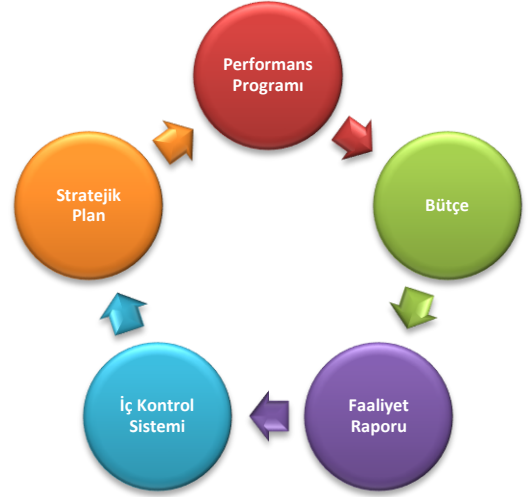 Performans
Programı
Bütçe
Faaliyet
Raporu
İç Kontrol
Sistemi
Stratejik
Plan